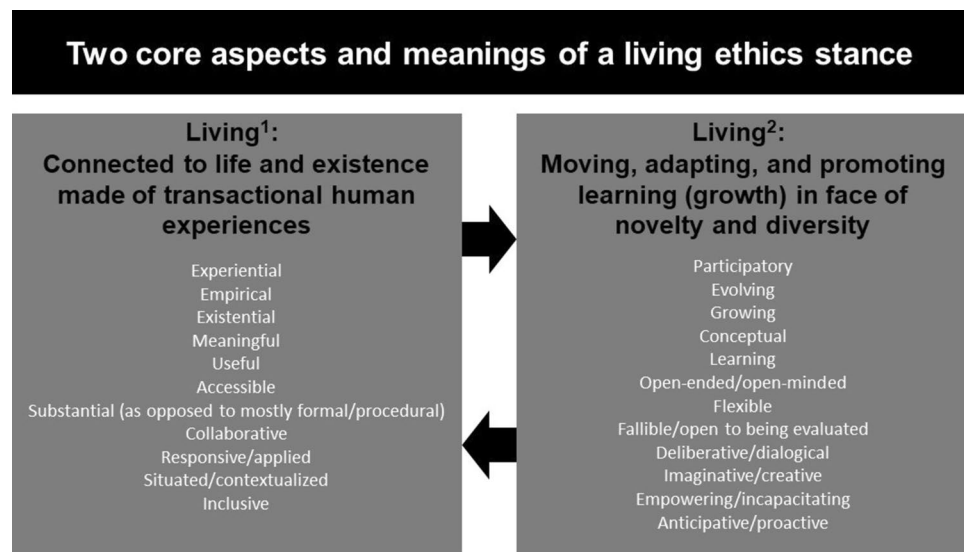 Two core aspects and meanings of a living ethics stance
Living¹:
Connected to life and existence
made of transactional human
experiences
Experiential
Empirical
Existential
Meaningful
Useful
Accessible
Substantial (as opposed to mostly formal/procedural)
Collaborative
Responsive/applied
Situated/contextualized
Inclusive
Living²:
Moving, adapting, and promoting
learning (growth) in face of
novelty and diversity
Participatory
Evolving
Growing
Conceptual
Learning
Open-ended/open-minded
Flexible
Fallible/open to being evaluated
Deliberative/dialogical
Imaginative/creative
Empowering/incapacitating
Anticipative/proactive